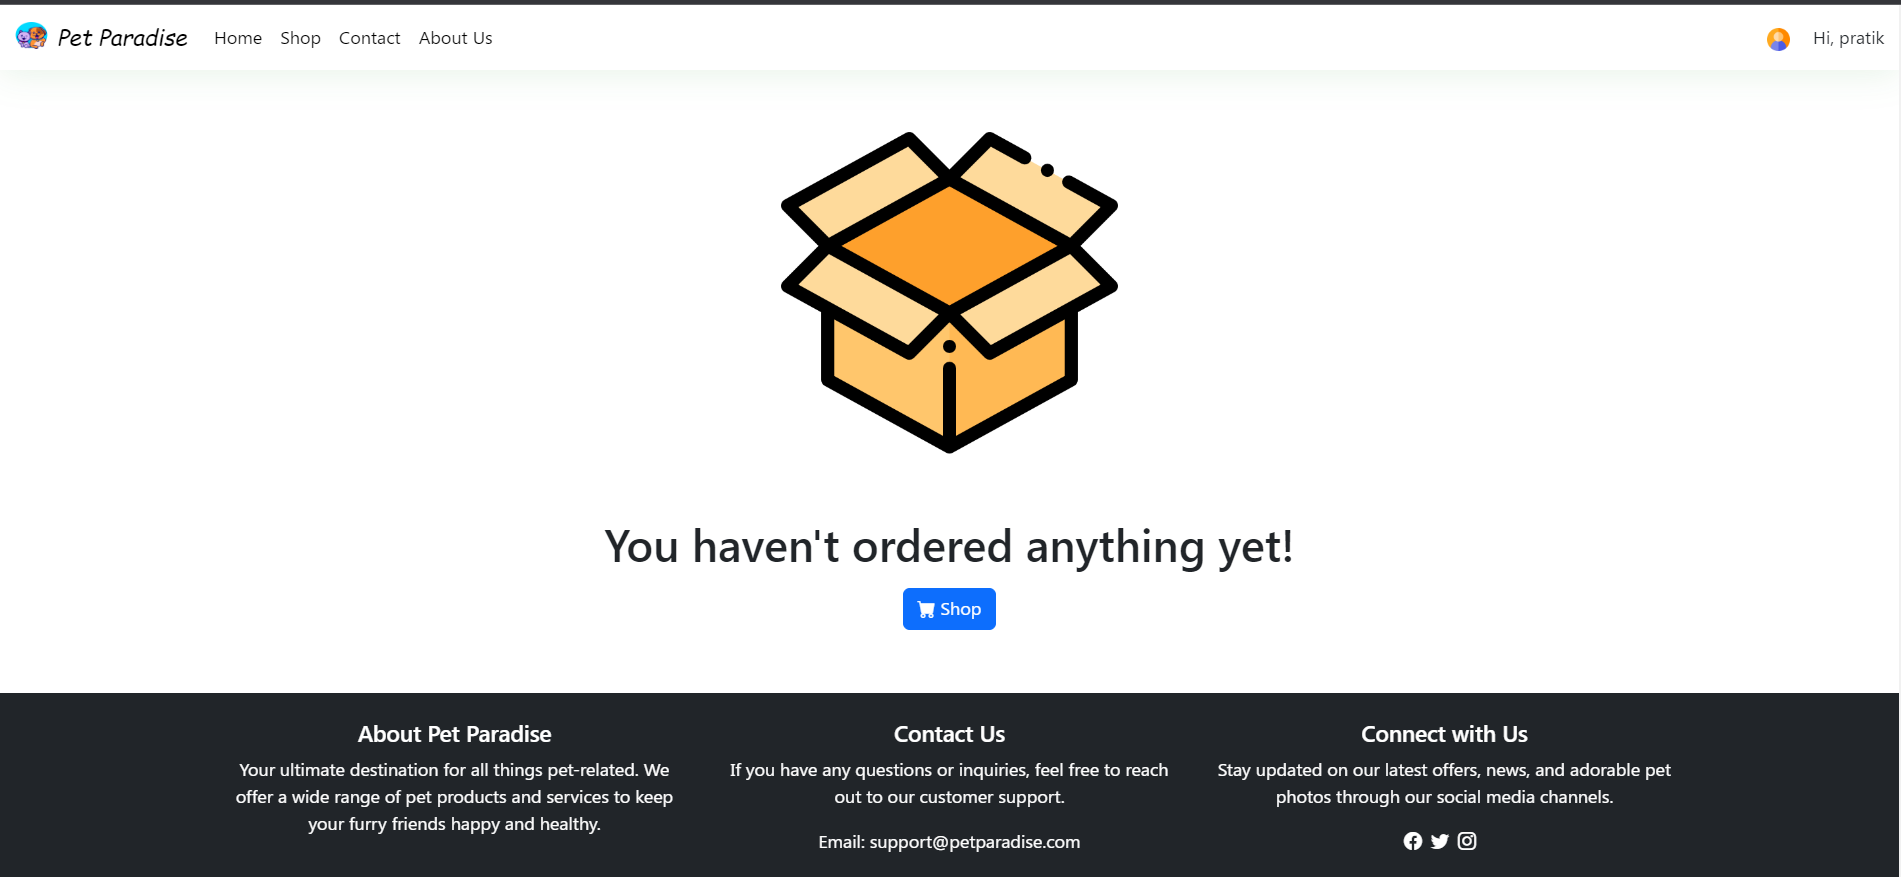 Pet Paradise Home Shop Contact About Us Hi, pratik
You haven't ordered anything yet!
Shop
About Pet Paradise
Your ultimate destination for all things pet-related. We
offer a wide range of pet products and services to keep
your furry friends happy and healthy.
Contact Us
If you have any questions or inquiries, feel free to reach
out to our customer support.
Email: support@petparadise.com
Connect with Us
Stay updated on our latest offers, news, and adorable pet
photos through our social media channels.